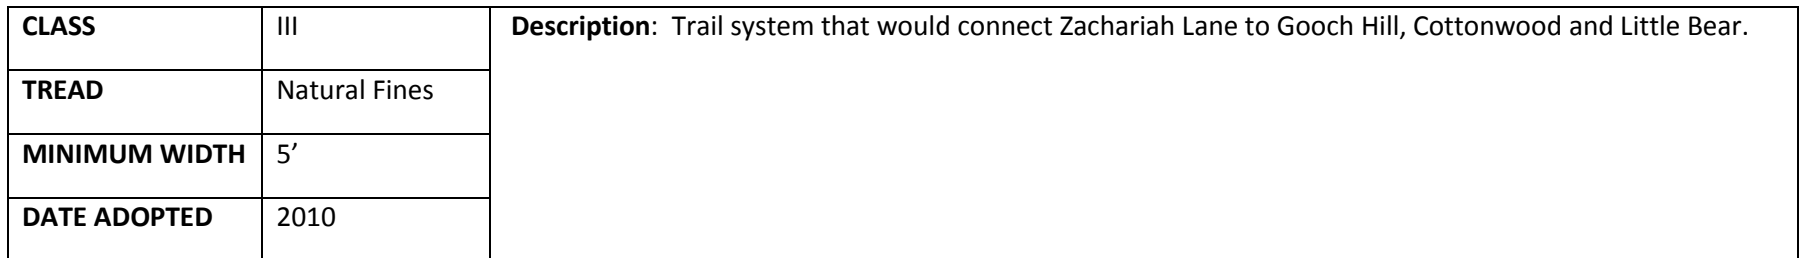 CLASS III Description:  Trail system that would connect Zachariah Lane to Gooch Hill, Cottonwood and Little Bear.
TREAD Natural Fines
MINIMUM WIDTH 5’
DATE ADOPTED 2010